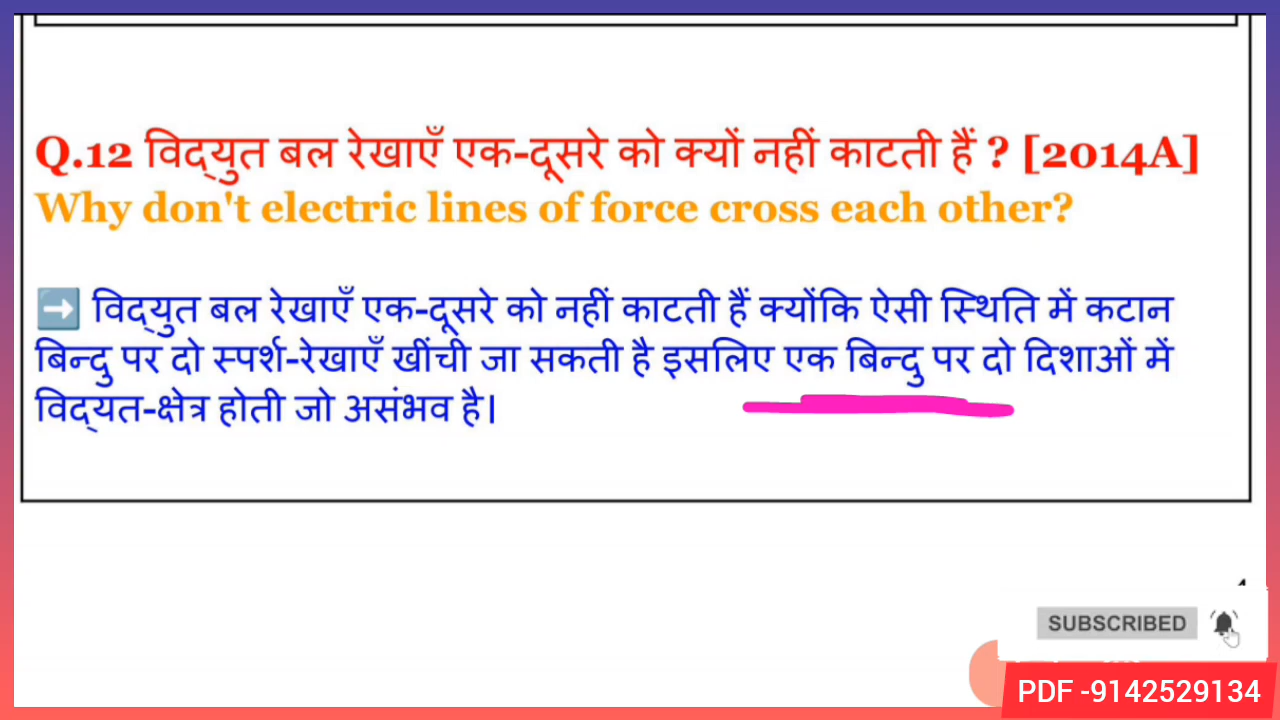 Q.12 विद्युत बल रेखाएँ एक-दूसरे को क्यों नहीं काटती हैं ? [2014A]
Why don't electric lines of force cross each other?
➡ विद्युत बल रेखाएँ एक-दूसरे को नहीं काटती हैं क्योंकि ऐसी स्थिति में कटान
बिन्दु पर दो स्पर्श-रेखाएँ खींची जा सकती है इसलिए एक बिन्दु पर दो दिशाओं में
विद्यत-क्षेत्र होती जो असंभव है।
SUBSCRIBED
PDF -9142529134